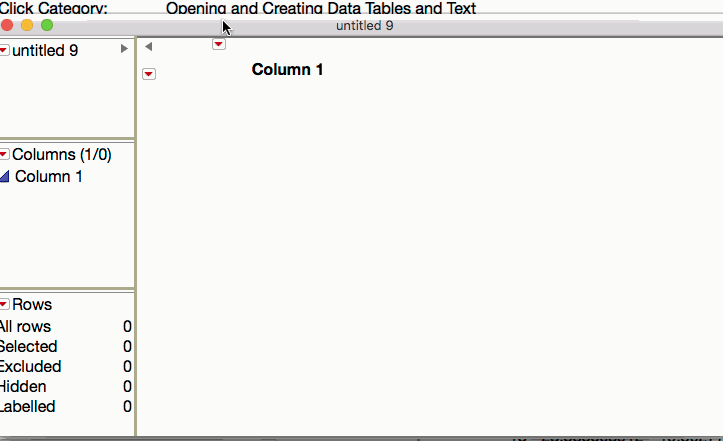 Click Category: Opening and Creating Data Tables and Text
untitled 9
untitled 9
Column 1
Columns (1/0)
Column 1
Rows
All rows 0
Selected 0
Excluded 0
Hidden 0
Labelled 0